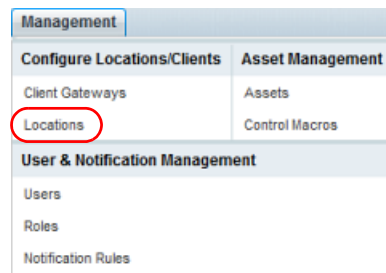 Management
Configure Locations/Clients Asset Management
Client Gateways Assets
Locations Control Macros
User & Notification Management
Users
Roles
Notification Rules